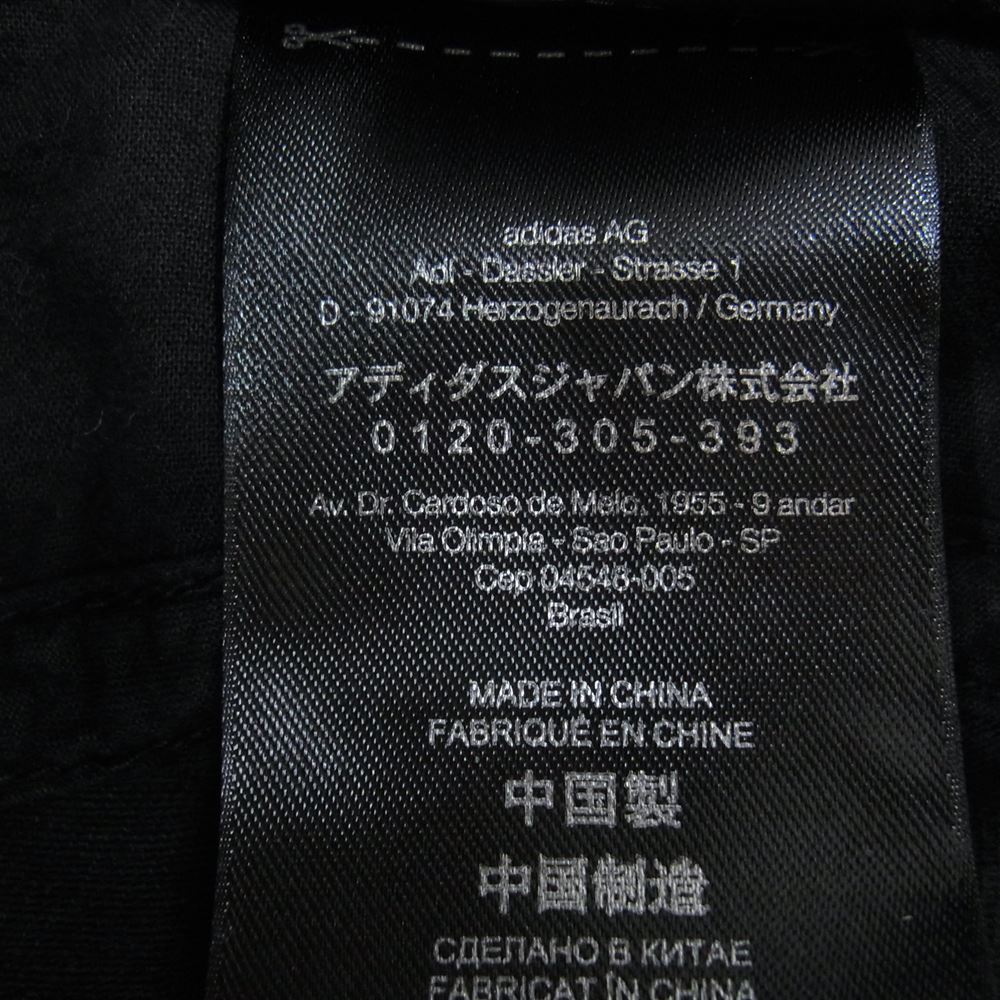 adidas AG
Adi - Dassler - Strasse 1
D - 91074 Herzogenaurach / Germany
アディダスジャパン株式会社
0120-305-393
Av. Dr. Cardoso de Melo, 1955 - 9 andar
Vila Olimpia - Sao Paulo - SP
Cep 04548-005
Brasil
MADE IN CHINA
FABRIQUÉ EN CHINE
中国製
中国制造
СДЕЛАНО В КИТАЕ
FABRICAT ÎN CHINA